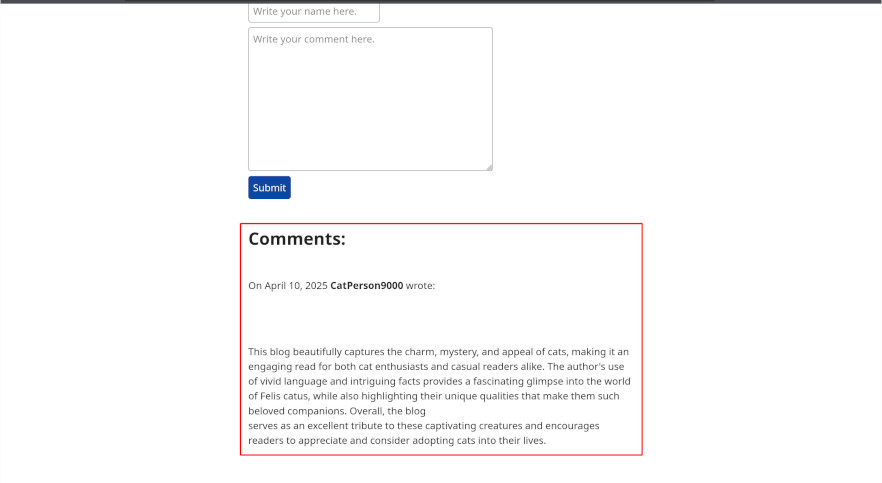 Write your name here.
Write your comment here.
Submit
Comments:
On April 10, 2025 CatPerson9000 wrote:
This blog beautifully captures the charm, mystery, and appeal of cats, making it an
engaging read for both cat enthusiasts and casual readers alike. The author's use
of vivid language and intriguing facts provides a fascinating glimpse into the world
of Felis catus, while also highlighting their unique qualities that make them such
beloved companions. Overall, the blog
serves as an excellent tribute to these captivating creatures and encourages
readers to appreciate and consider adopting cats into their lives.